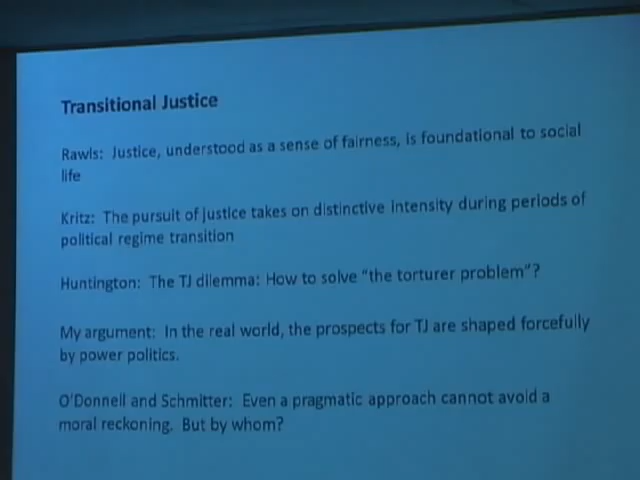 Transitional Justice
Rawls: Justice, understood as a sense of fairness, is foundational to social
life
Kritz: The pursuit of justice takes on distinctive intensity during periods of
political regime transition
Huntington: The TJ dilemma: How to solve “the torturer problem”?
My argument: In the real world, the prospects for TJ are shaped forcefully
by power politics.
O’Donnell and Schmitter: Even a pragmatic approach cannot avoid a
moral reckoning. But by whom?